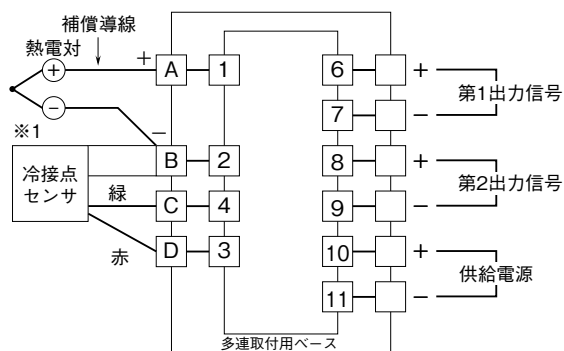 補償導線
熱電対
+ + A 1 6 + 第1出力信号
7 −
− − ※1 B 2 8 + 第2出力信号
冷接点
センサ
緑 C 4 9 −
赤 D 3 10 + 供給電源
11 −
多連取付用ベース